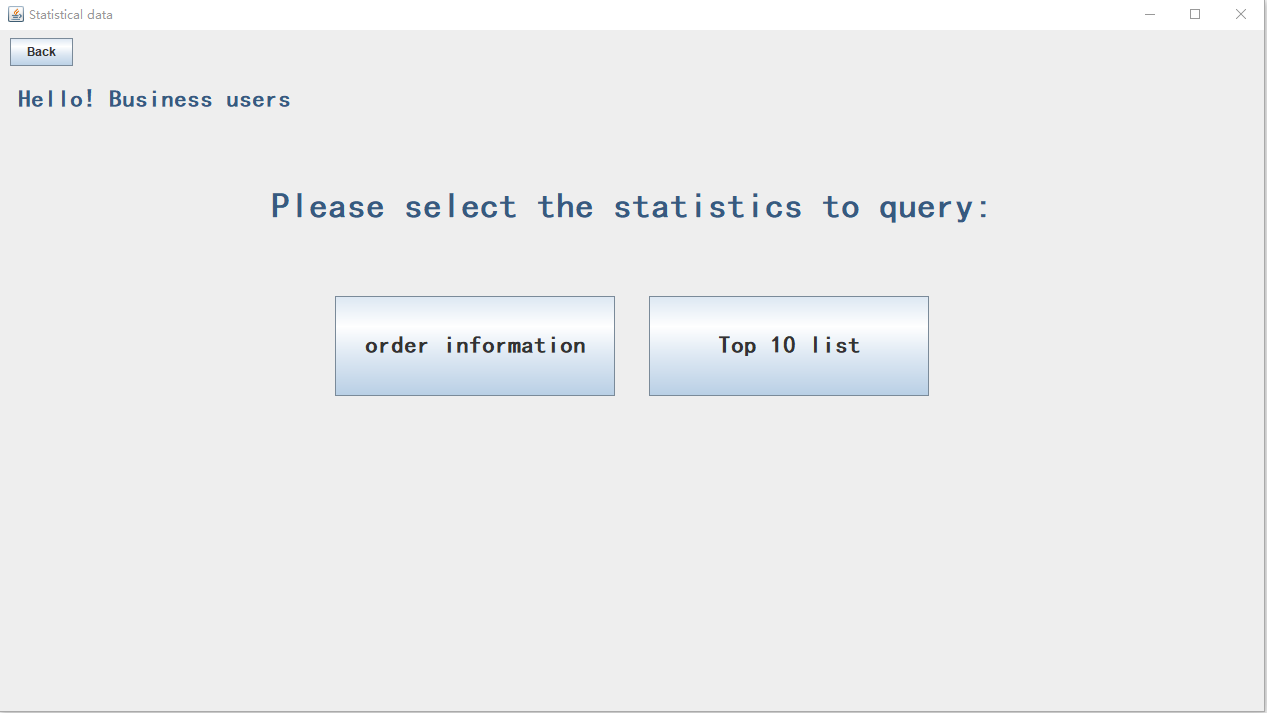 Statistical data
Back
Hello! Business users
Please select the statistics to query:
order information
Top 10 list